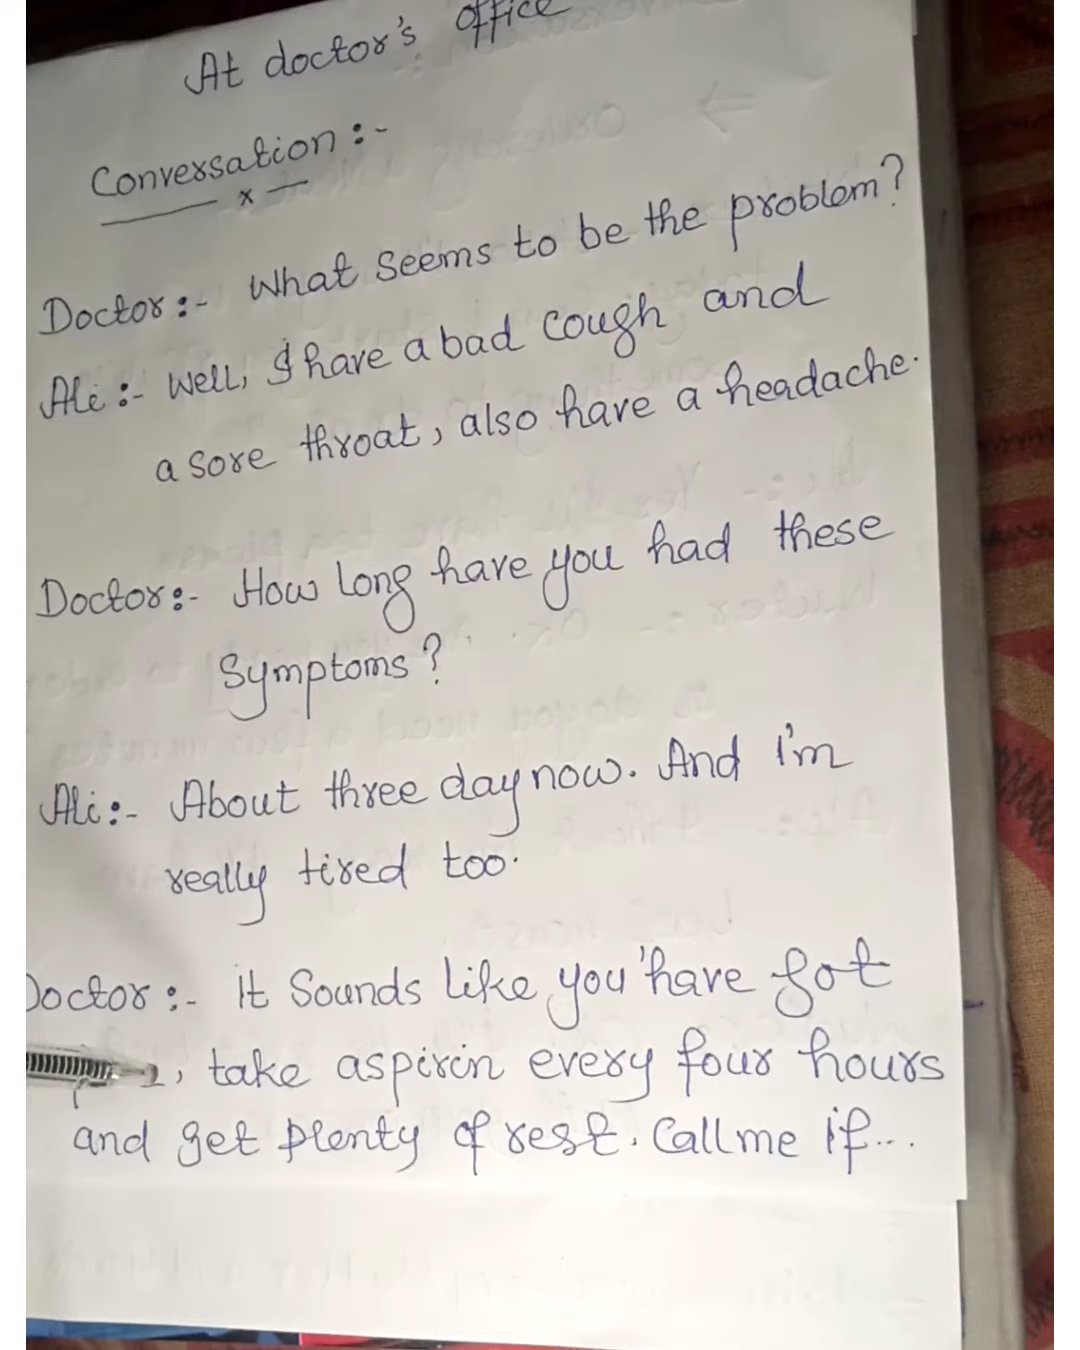 At doctor's office
Conversation :-
Doctor :- What seems to be the problem?
Ali :- Well, I have a bad cough and
a sore throat, also have a headache.
Doctor :- How long have you had these
Symptoms?
Ali :- About three day now. And I'm
really tired too.
Doctor :- it Sounds like you'have got
, take aspirin every four hours
and get plenty of rest. Call me if...